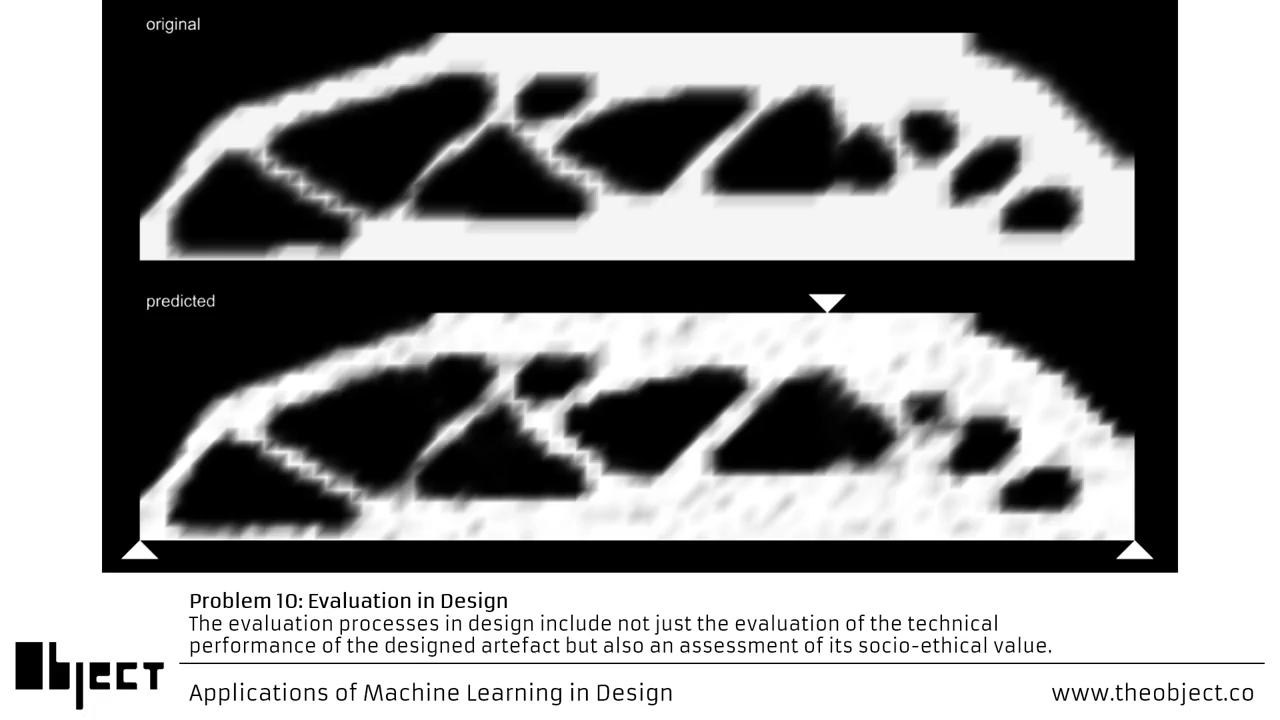 original
predicted
Problem 10: Evaluation in Design
The evaluation processes in design include not just the evaluation of the technical
performance of the designed artefact but also an assessment of its socio-ethical value.
Object
Applications of Machine Learning in Design
www.theobject.co